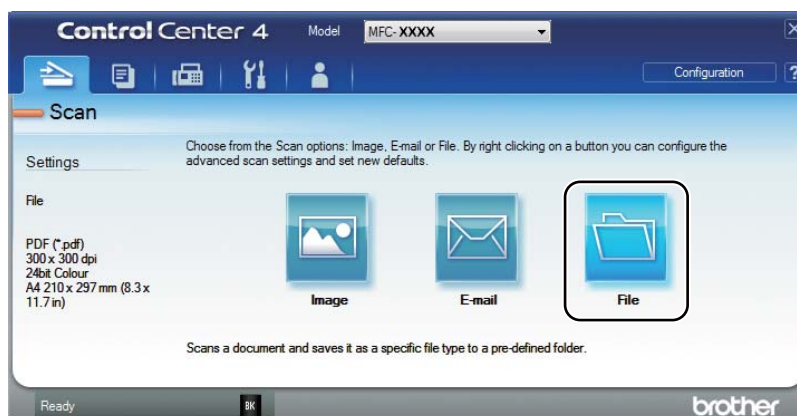 Control Center 4 Model MFC- XXXX
Configuration ?
Scan
Choose from the Scan options: Image, E-mail or File. By right clicking on a button you can configure the
advanced scan settings and set new defaults.
Settings
File
PDF (*.pdf)
300 x 300 dpi
24bit Colour
A4 210 x 297 mm (8.3 x
11.7 in)
Image E-mail File
Scans a document and saves it as a specific file type to a pre-defined folder.
Ready BK brother